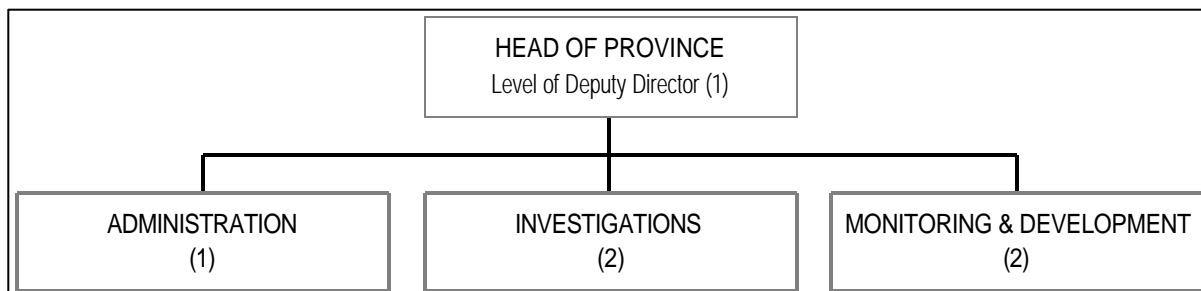 HEAD OF PROVINCE
Level of Deputy Director (1)
ADMINISTRATION
(1)
INVESTIGATIONS
(2)
MONITORING & DEVELOPMENT
(2)